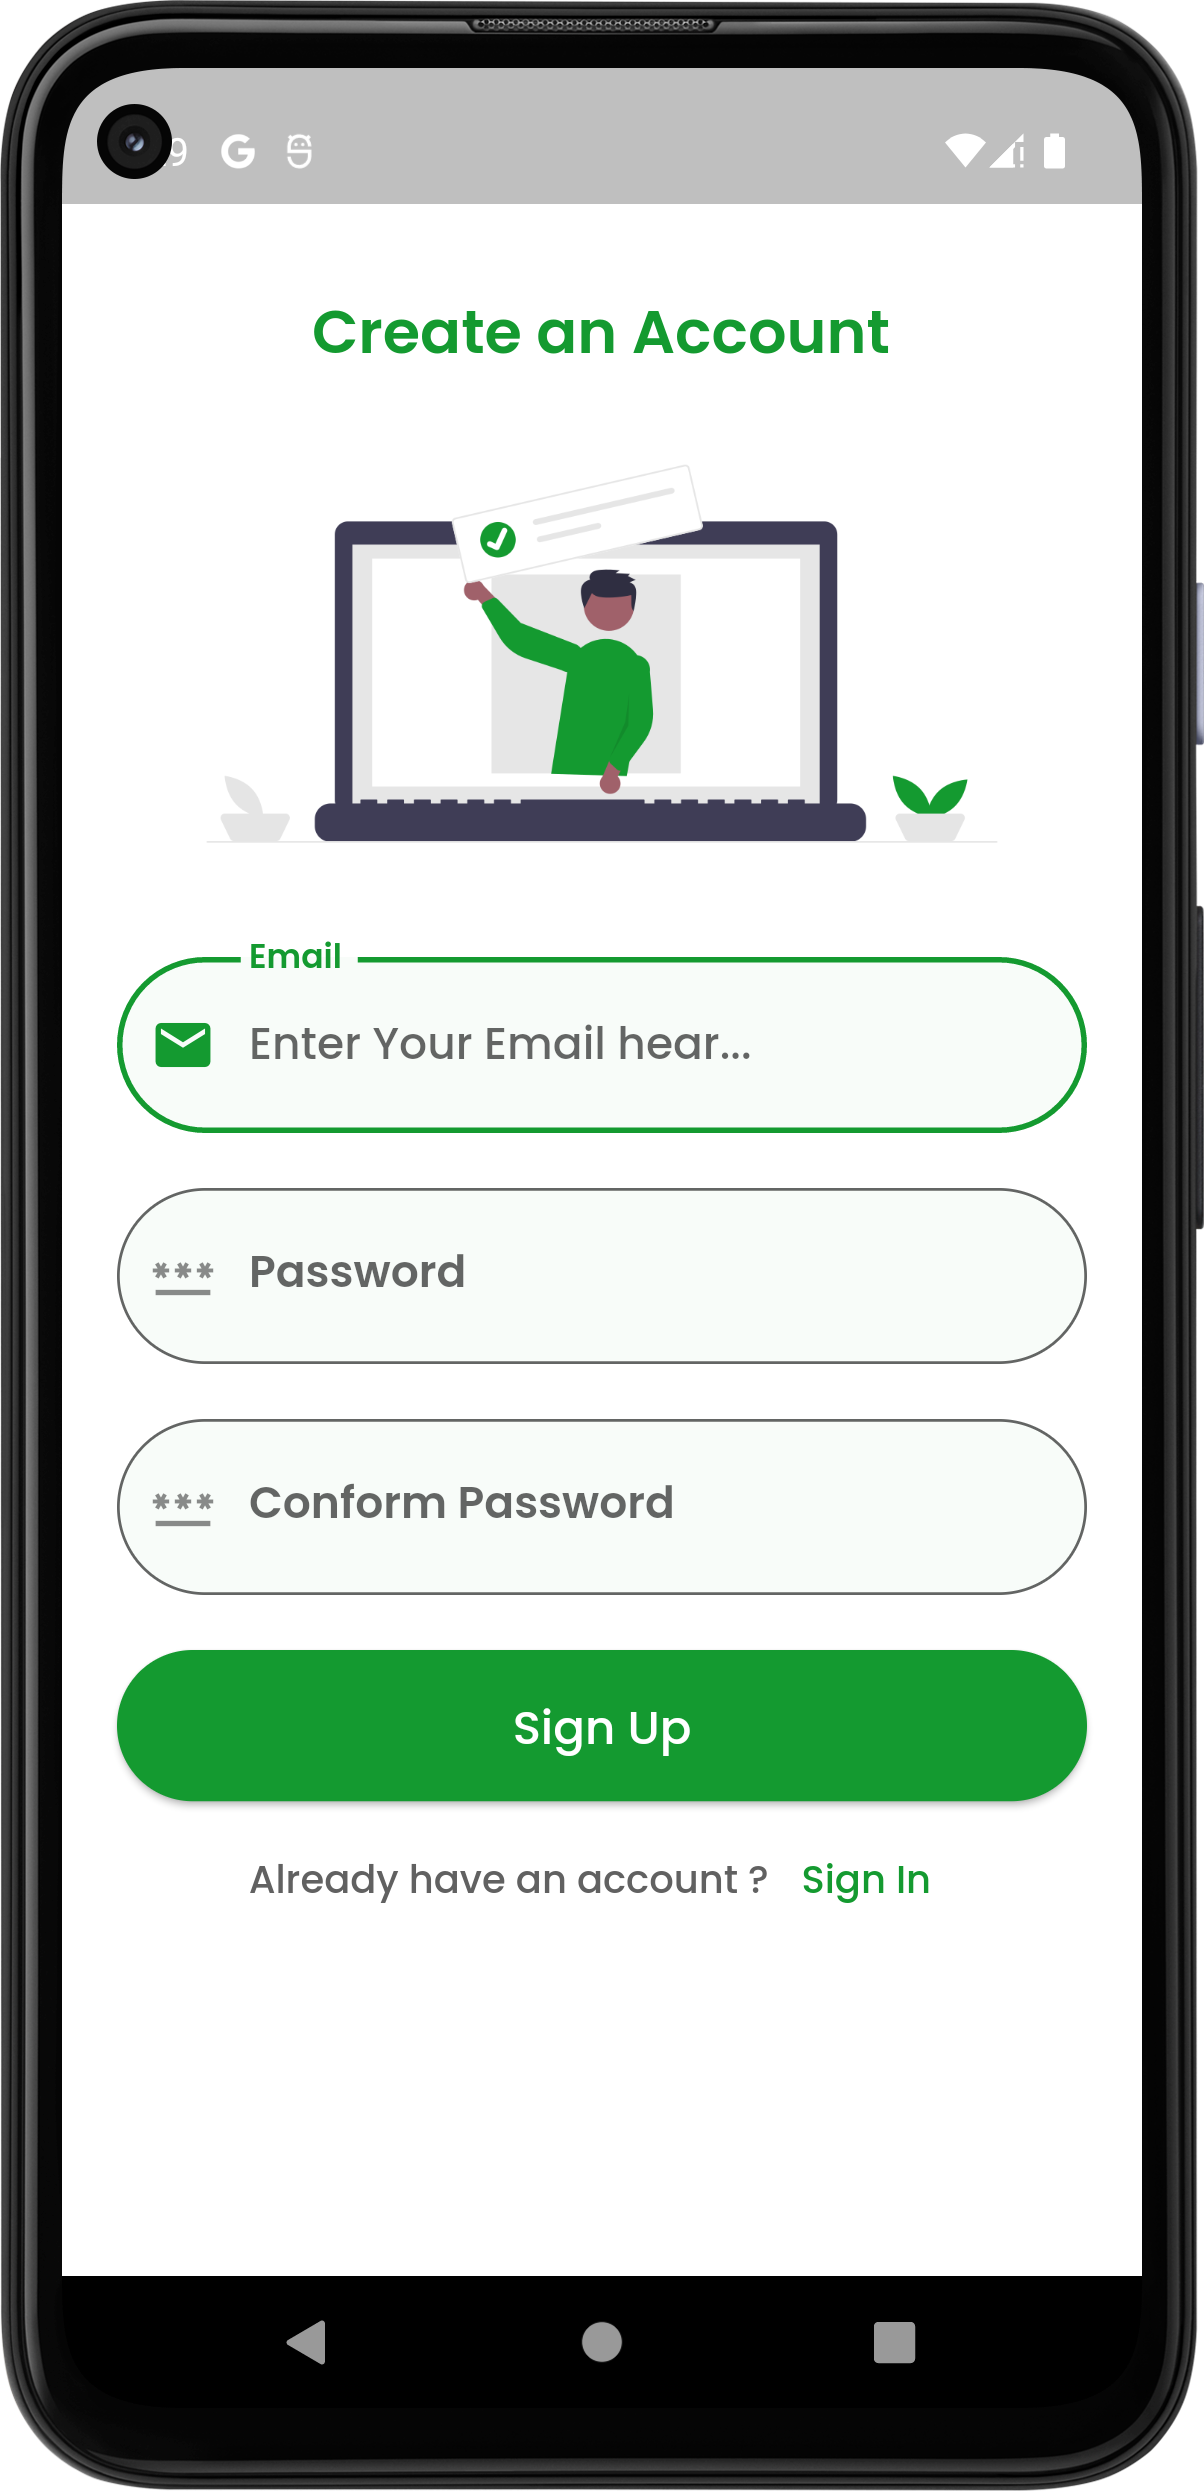 9
Create an Account
Email
Enter Your Email hear...
Password
Conform Password
Sign Up
Already have an account ? Sign In